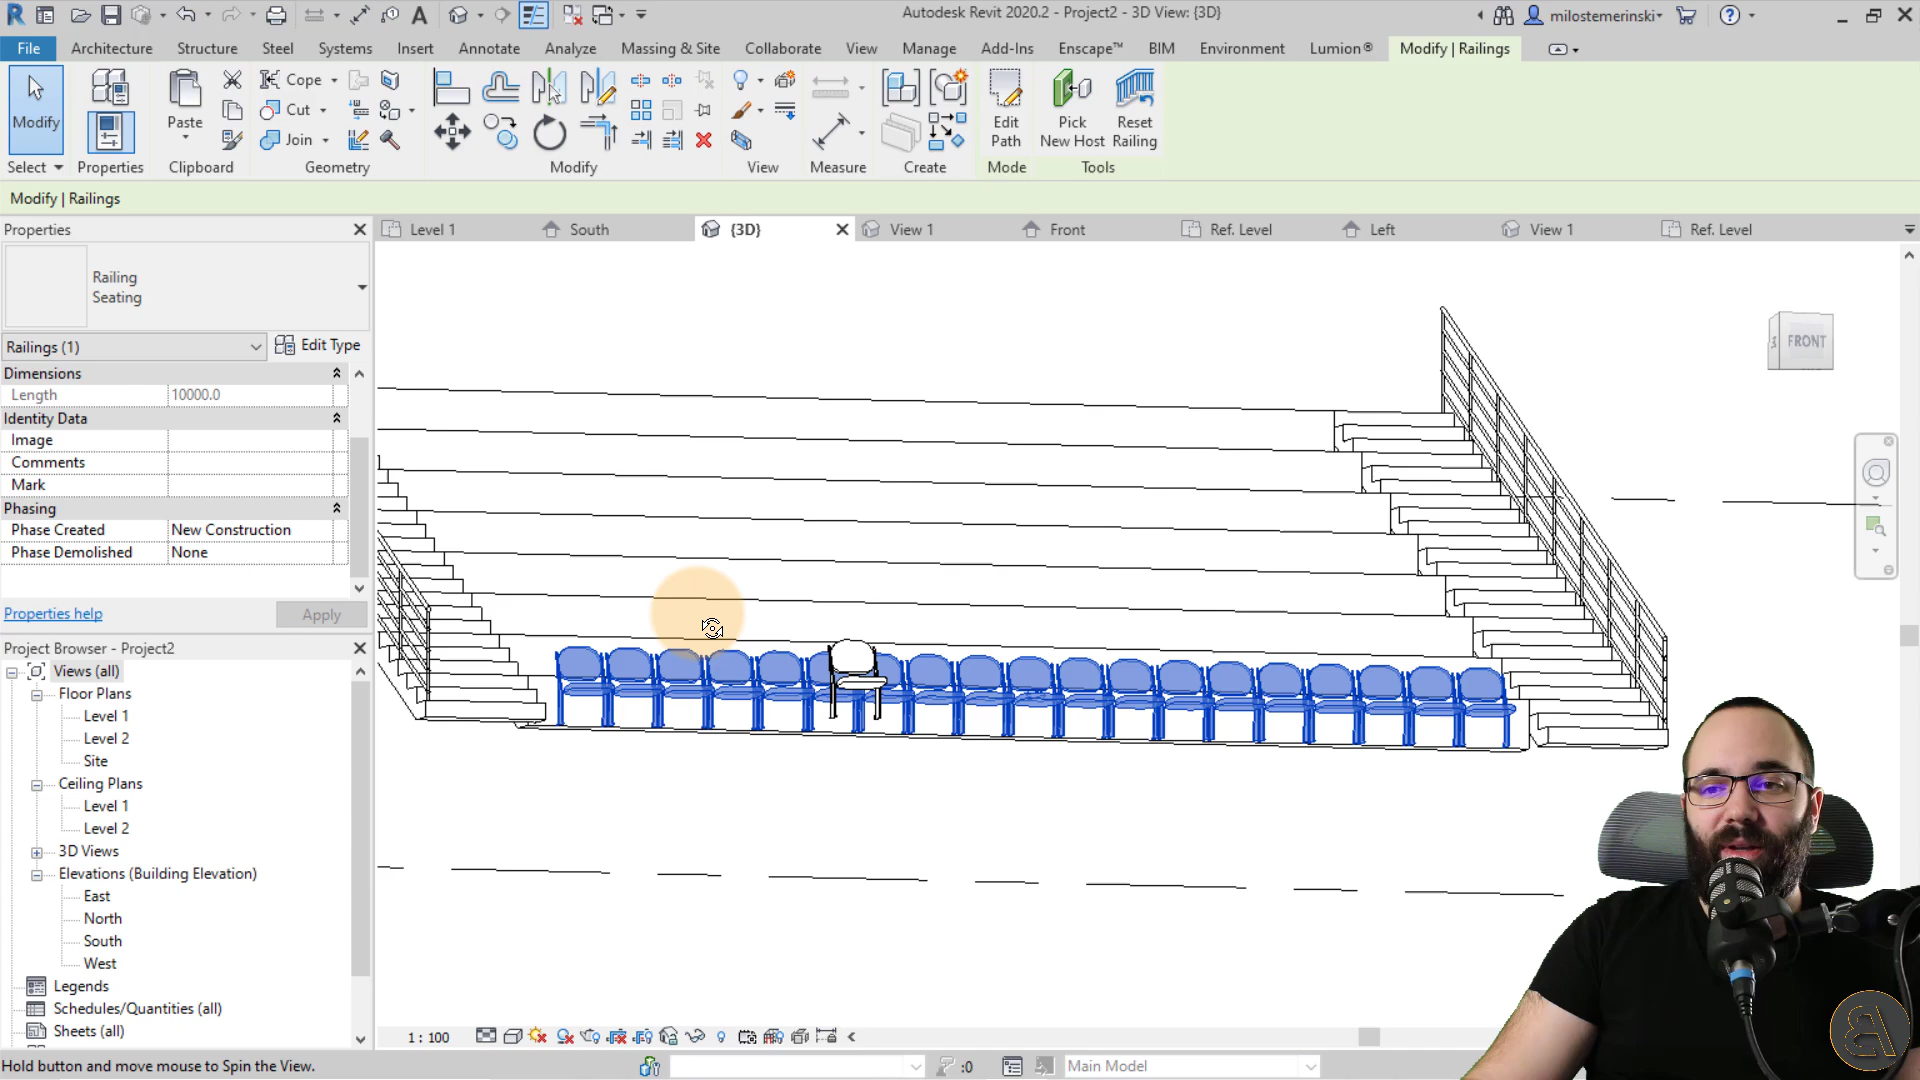 Autodesk Revit 2020.2 - Project2 - 3D View: {3D}
milostemerinski
File Architecture Structure Steel Systems Insert Annotate Analyze Massing & Site Collaborate View Manage Add-Ins Enscape™ BIM Environment Lumion® Modify | Railings
Modify
Select
Properties
Paste
Clipboard
Cope
Cut
Join
Geometry
Modify
View
Measure
Create
Edit Path
Mode
Pick New Host
Reset Railing
Tools
Modify | Railings
Properties
Level 1 South {3D} View 1 Front Ref. Level Left View 1 Ref. Level
Railing
Seating
Railings (1) Edit Type
Dimensions
Length 10000.0
Identity Data
Image
Comments
Mark
Phasing
Phase Created New Construction
Phase Demolished None
Properties help Apply
FRONT
Project Browser - Project2
Views (all)
Floor Plans
Level 1
Level 2
Site
Ceiling Plans
Level 1
Level 2
3D Views
Elevations (Building Elevation)
East
North
South
West
Legends
Schedules/Quantities (all)
Sheets (all)
1 : 100
Hold button and move mouse to Spin the View.
:0
Main Model